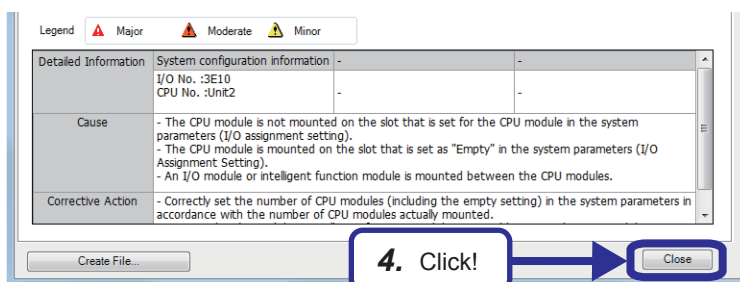 Legend Major Moderate Minor
Detailed Information System configuration information - -
I/O No. :3E10
CPU No. :Unit2 - -
Cause - The CPU module is not mounted on the slot that is set for the CPU module in the system
parameters (I/O assignment setting).
- The CPU module is mounted on the slot that is set as "Empty" in the system parameters (I/O
Assignment Setting).
- An I/O module or intelligent function module is mounted between the CPU modules.
Corrective Action - Correctly set the number of CPU modules (including the empty setting) in the system parameters in
accordance with the number of CPU modules actually mounted.
Create File...
4. Click!
Close